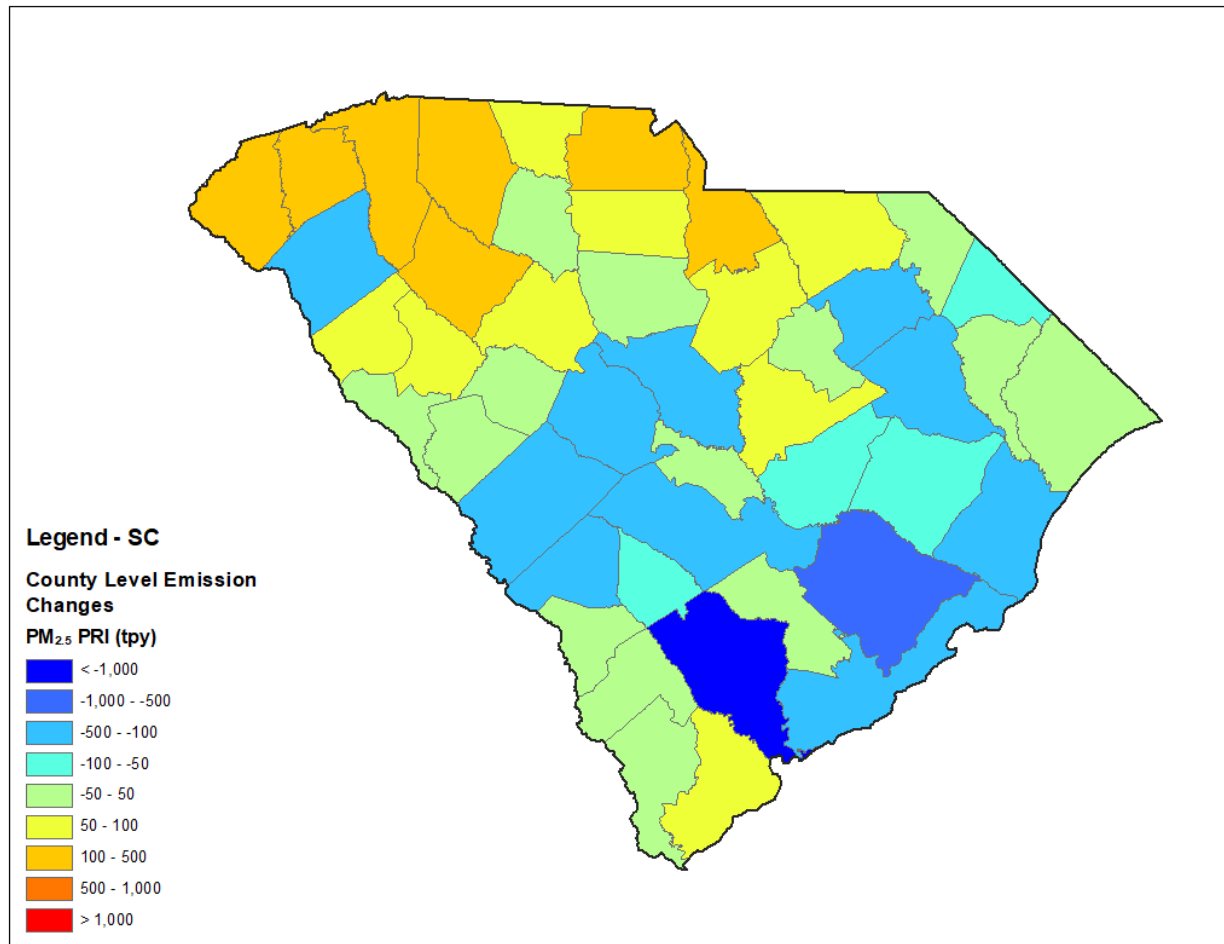 Legend - SC
County Level Emission
Changes
PM2.5 PRI (tpy)
< -1,000
-1,000 - -500
-500 - -100
-100 - -50
-50 - 50
50 - 100
100 - 500
500 - 1,000
> 1,000